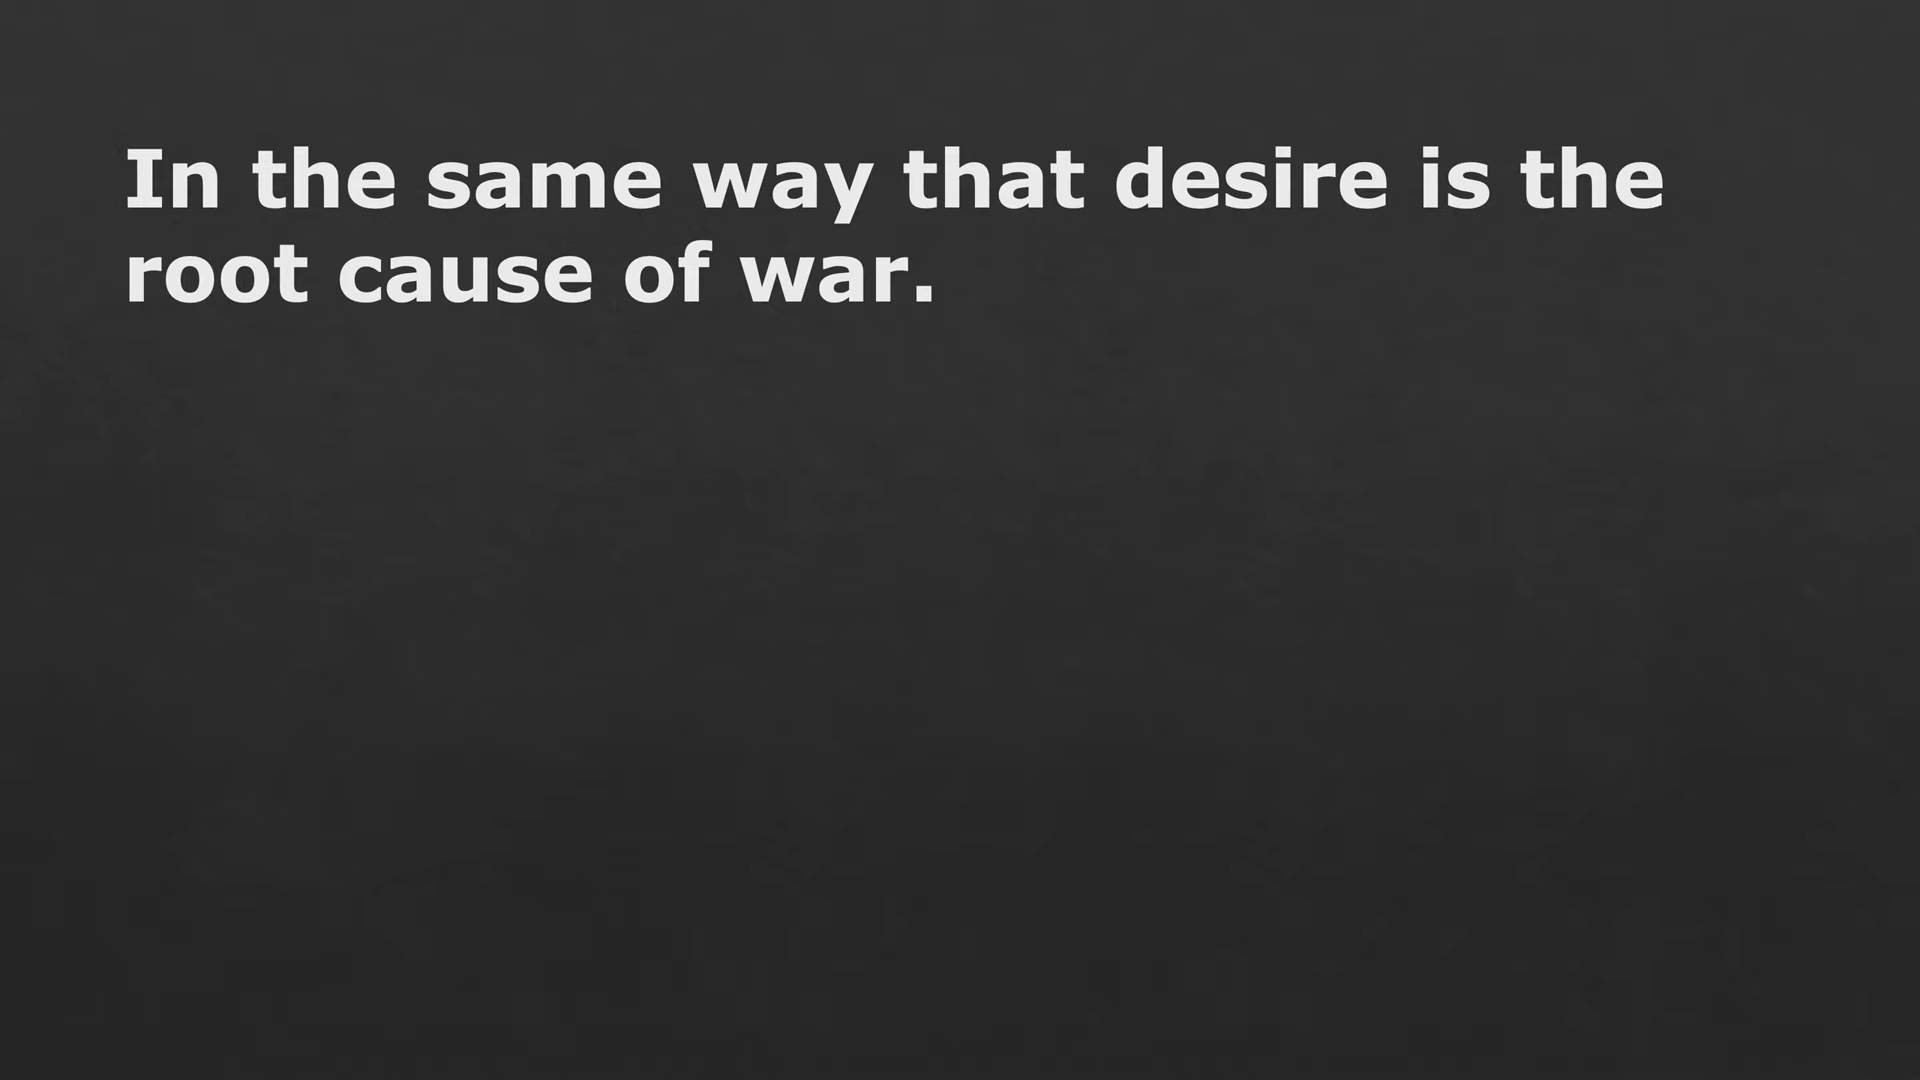 In the same way that desire is the
root cause of war.